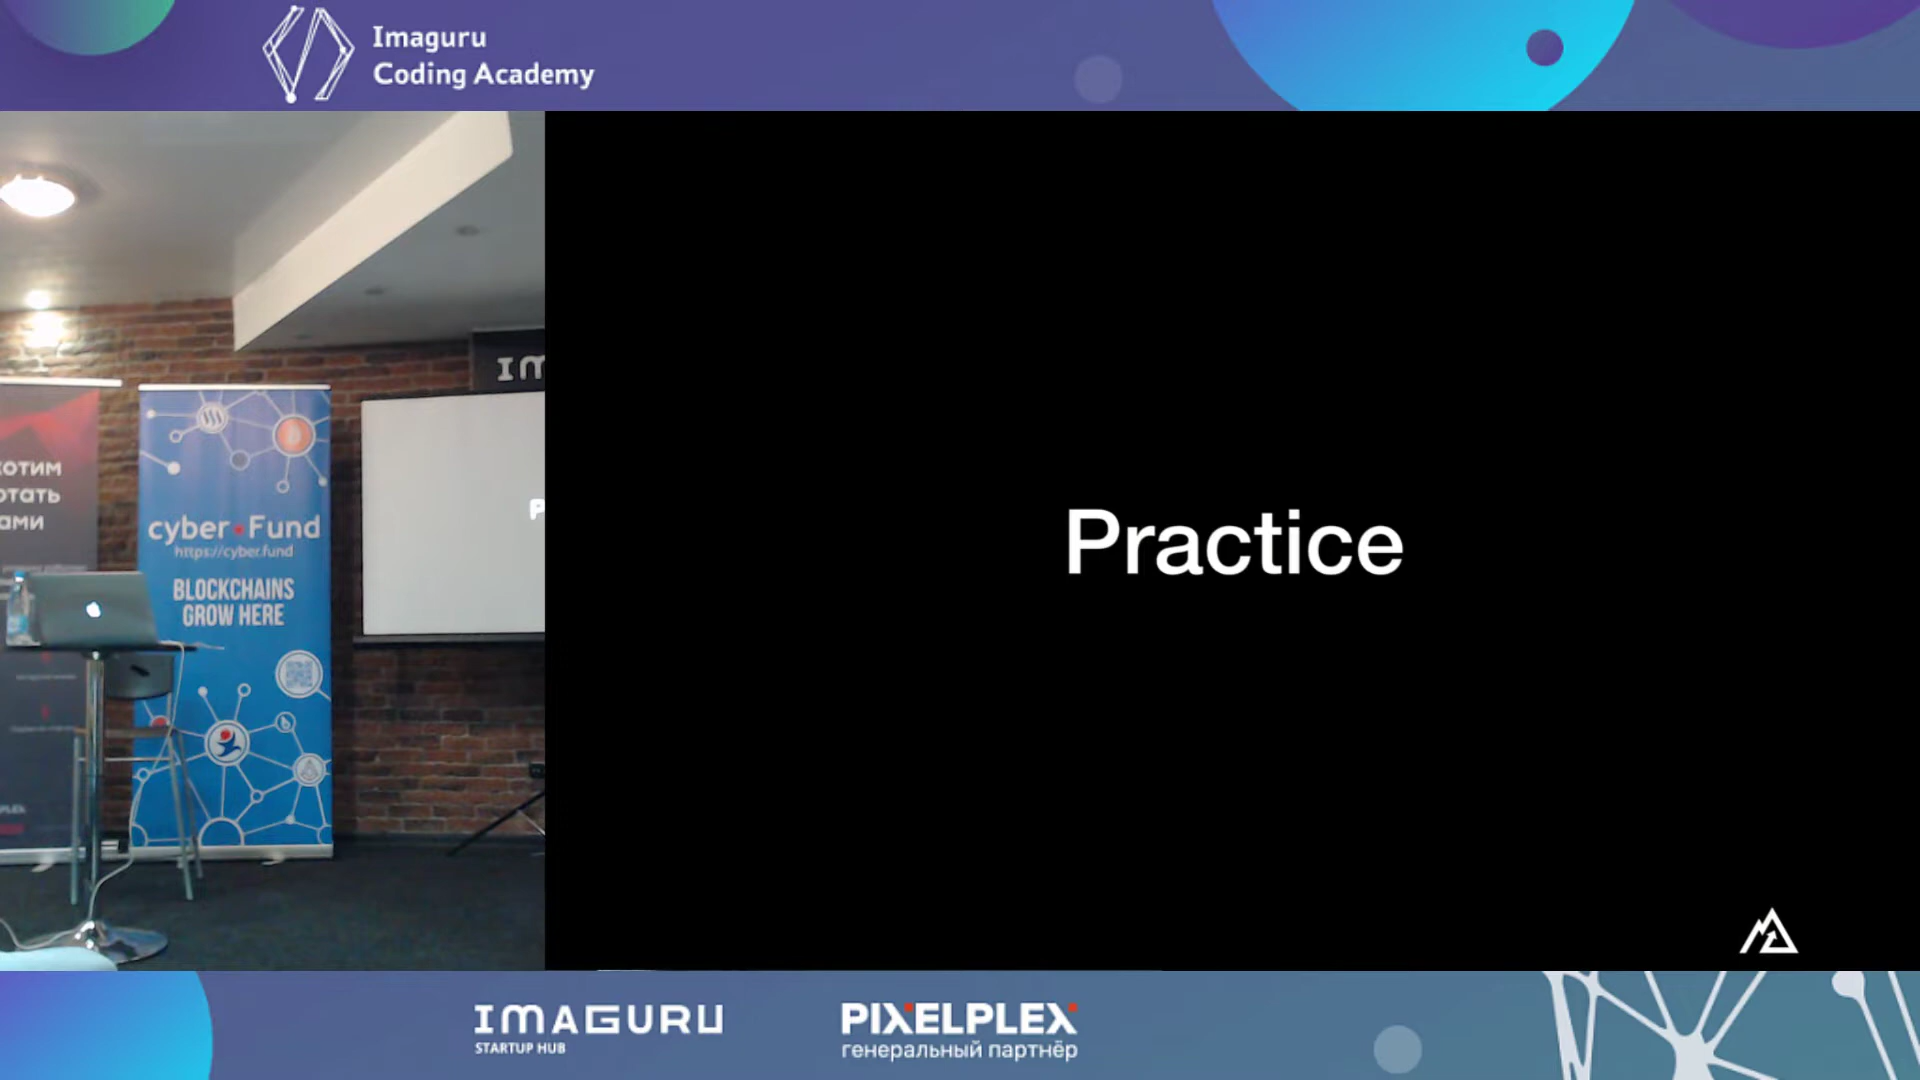 Imaguru
Coding Academy
IM
ХОТИМ
ОТАТЬ
АМИ
cyber•Fund
https://cyber.fund
BLOCKCHAINS
GROW HERE
P
Practice
IMAGURU
STARTUP HUB
PIXELPLEX
генеральный партнёр